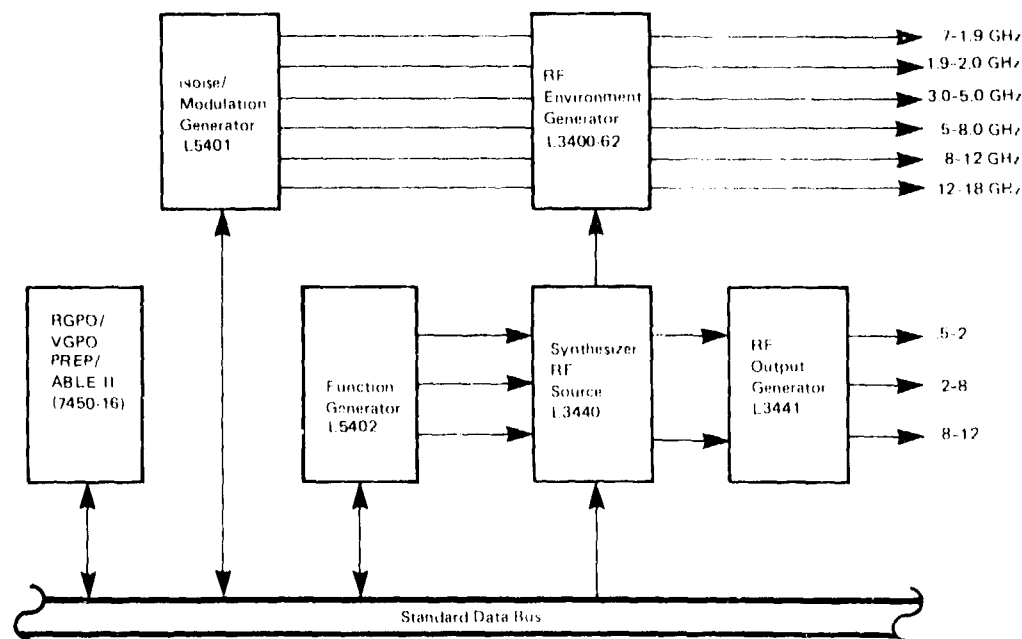 Noise/
Modulation
Generator
L5401
RF
Environment
Generator
L3400-62
7-1.9 GHz
1.9-2.0 GHz
3.0-5.0 GHz
5-8.0 GHz
8-12 GHz
12-18 GHz
RGPO/
VGPO
PREP/
ABLE II
(7450-16)
Function
Generator
L5402
Synthesizer
RF
Source
L3440
RF
Output
Generator
L3441
.5-2
2-8
8-12
Standard Data Bus